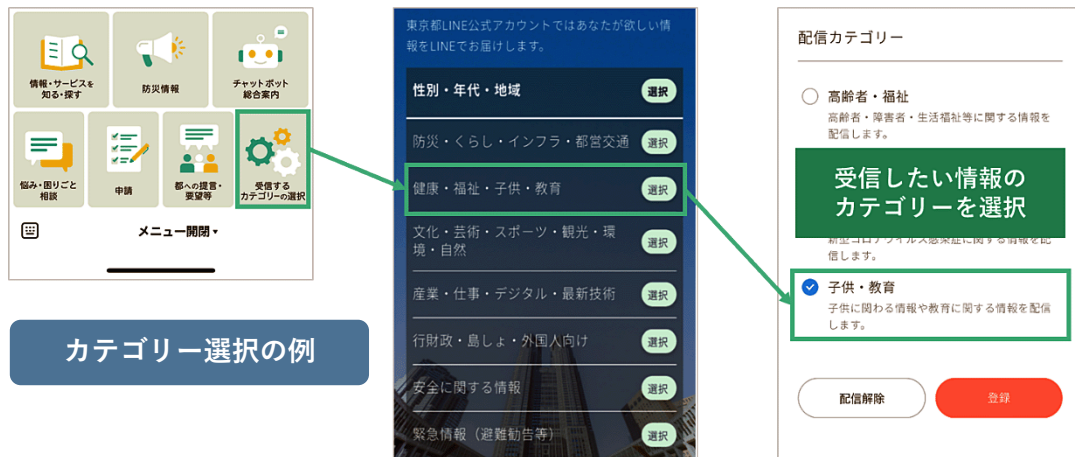 情報・サービスを
知る・探す
防災情報
チャットボット
総合案内
悩み・困りごと
相談
申請
都への提言・
要望等
受信する
カテゴリーの選択
メニュー開閉▾
カテゴリー選択の例
東京都LINE公式アカウントではあなたが欲しい情
報をLINEでお届けします。
性別・年代・地域
選択
防災・くらし・インフラ・都営交通
選択
健康・福祉・子供・教育
選択
文化・芸術・スポーツ・観光・環
境・自然
選択
産業・仕事・デジタル・最新技術
選択
行財政・島しょ・外国人向け
選択
安全に関する情報
選択
緊急情報（避難勧告等）
選択
配信カテゴリー
高齢者・福祉
高齢者・障害者・生活福祉等に関する情報を
配信します。
受信したい情報の
カテゴリーを選択
新型コロナウイルス感染症に関する情報を配
信します。
子供・教育
子供に関わる情報や教育に関する情報を配信
します。
配信解除
登録